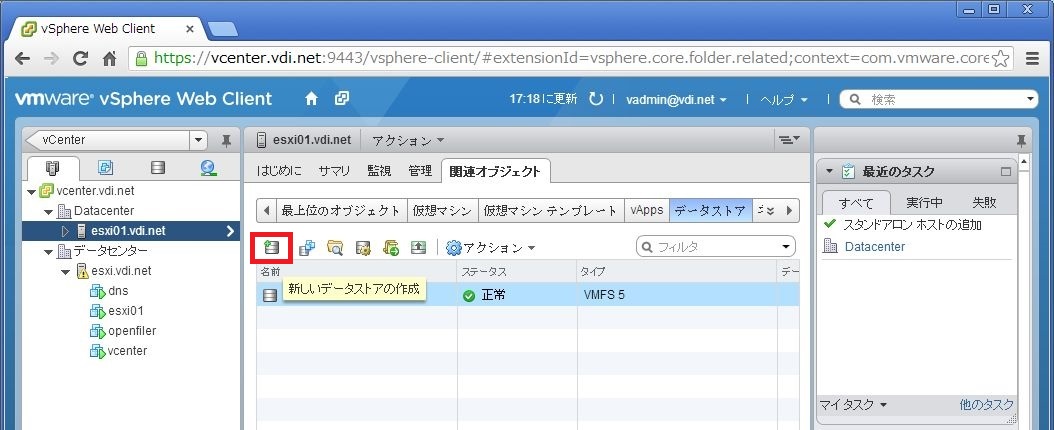 vSphere Web Client
https://vcenter.vdi.net:9443/vsphere-client/#extensionId=vsphere.core.folder.related;context=com.vmware.core
vmware vSphere Web Client 17:18 に更新 vadmin@vdi.net ヘルプ 検索
vCenter
vcenter.vdi.net
Datacenter
esxi01.vdi.net
データセンター
esxi.vdi.net
dns
esxi01
openfiler
vcenter
esxi01.vdi.net アクション
はじめに サマリ 監視 管理 関連オブジェクト
最上位のオブジェクト 仮想マシン 仮想マシン テンプレート vApps データストア
アクション フィルタ
名前 ステータス タイプ デー
新しいデータストアの作成 正常 VMFS 5
最近のタスク
すべて 実行中 失敗
スタンドアロン ホストの追加
Datacenter
マイ タスク 他のタスク